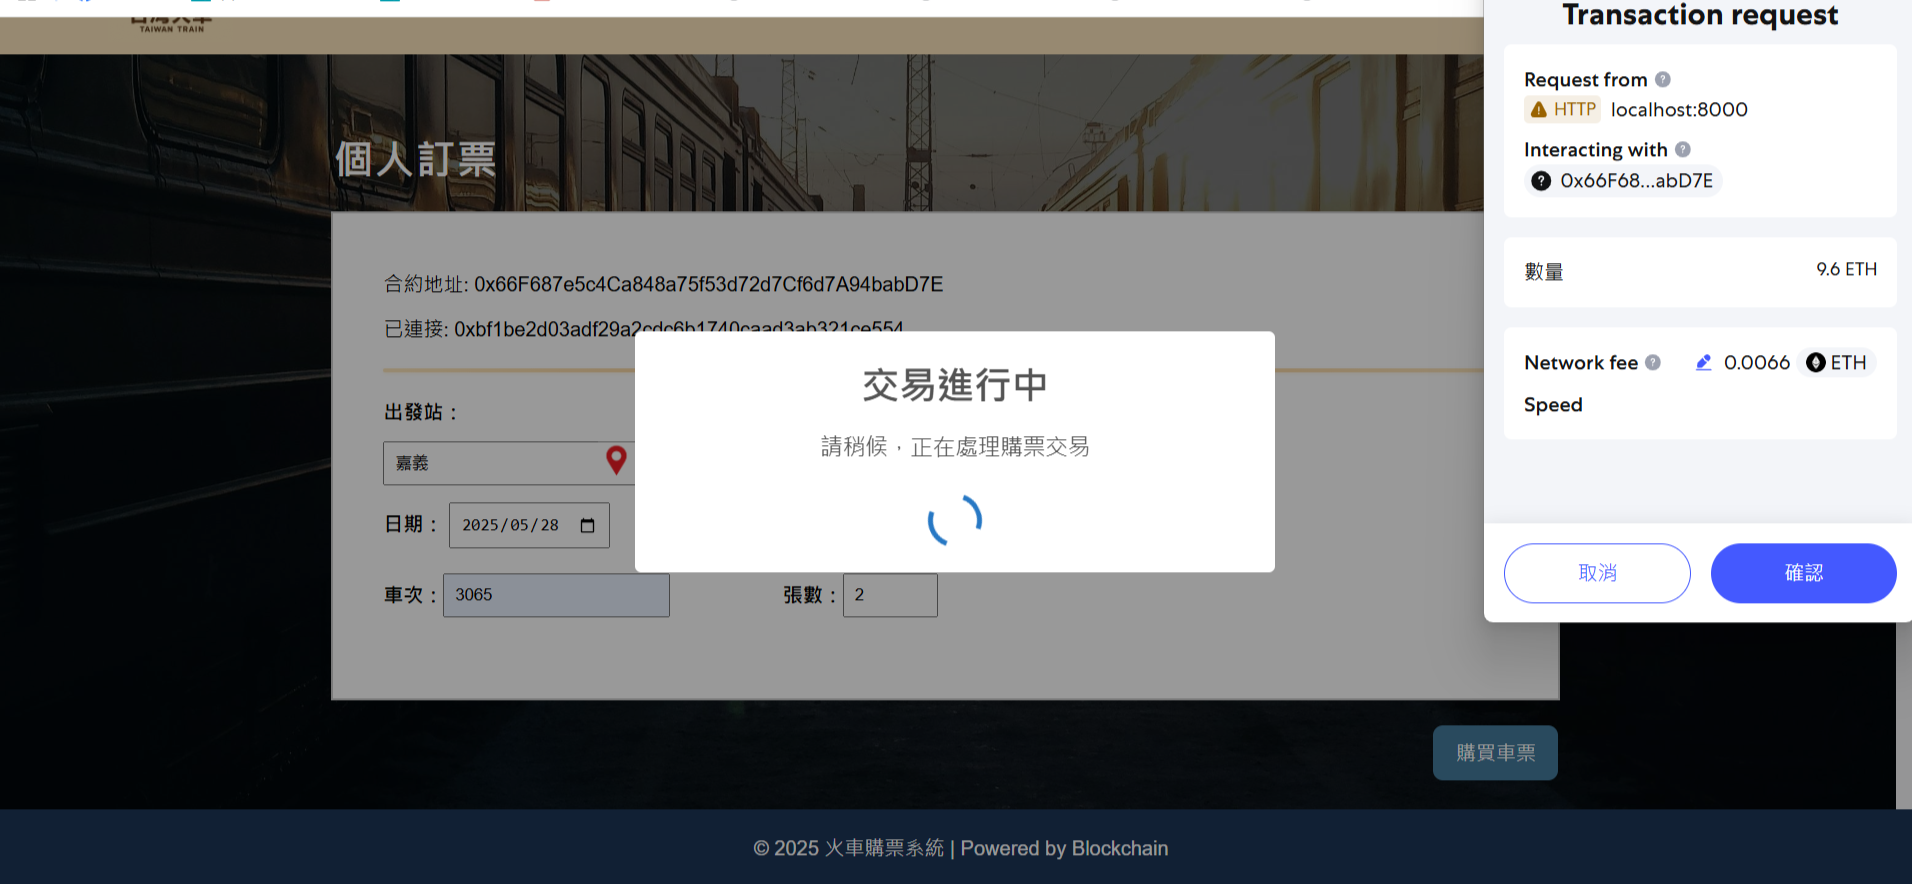 TAIWAN TRAIN
個人訂票
合約地址: 0x66F687e5c4Ca848a75f53d72d7Cf6d7A94babD7E
已連接: 0xbf1be2d03adf29a2cdc6b1740caad3ab321ce554
出發站：
嘉義
日期： 2025/05/28
車次： 3065 張數： 2
交易進行中
請稍候，正在處理購票交易
購買車票
© 2025 火車購票系統 | Powered by Blockchain
Transaction request
Request from
HTTP localhost:8000
Interacting with
0x66F68...abD7E
數量 9.6 ETH
Network fee 0.0066 ETH
Speed
取消 確認